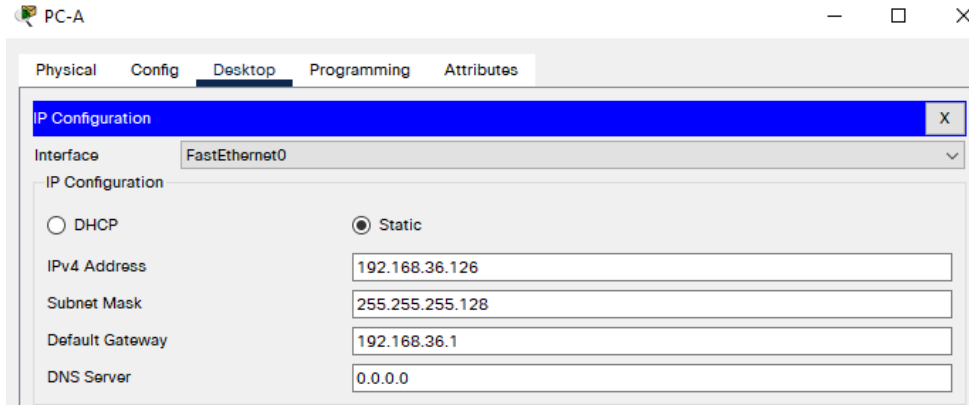 PC-A
Physical Config Desktop Programming Attributes
IP Configuration X
Interface FastEthernet0
IP Configuration
DHCP Static
IPv4 Address 192.168.36.126
Subnet Mask 255.255.255.128
Default Gateway 192.168.36.1
DNS Server 0.0.0.0